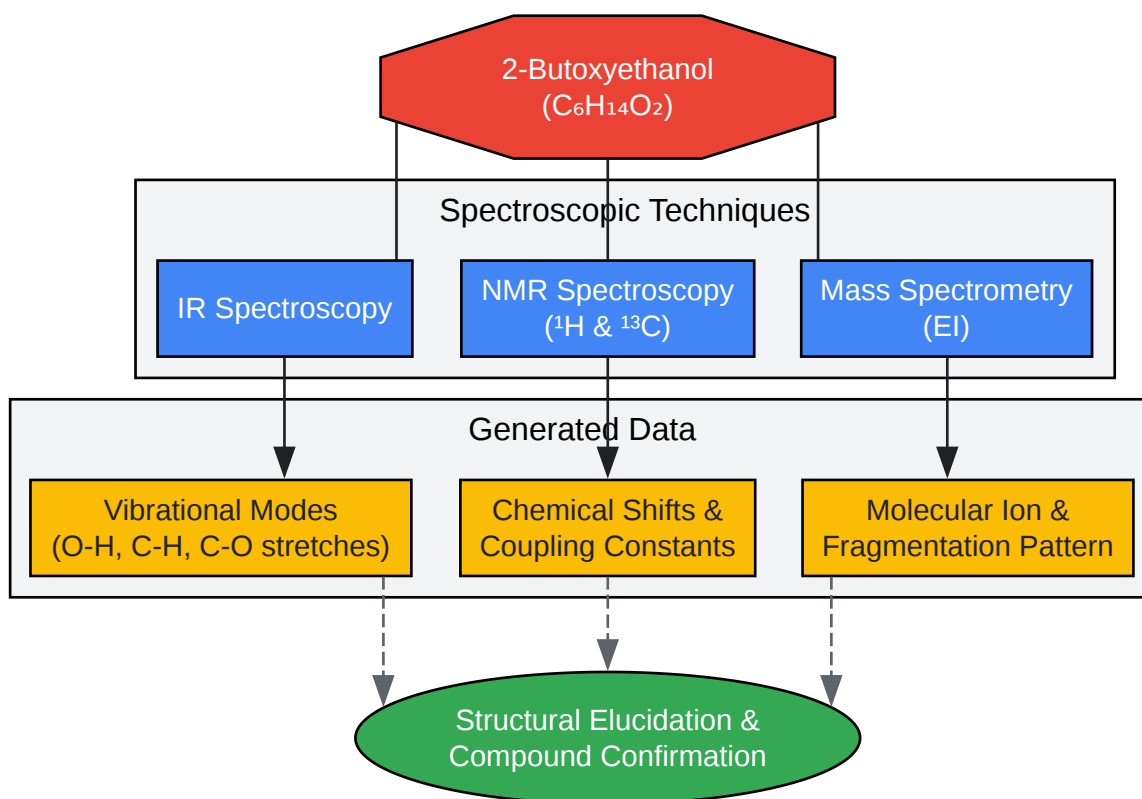 2-Butoxyethanol
(C₆H₁₄O₂)
Spectroscopic Techniques
IR Spectroscopy
NMR Spectroscopy
(¹H & ¹³C)
Mass Spectrometry
(EI)
Generated Data
Vibrational Modes
(O-H, C-H, C-O stretches)
Chemical Shifts &
Coupling Constants
Molecular Ion &
Fragmentation Pattern
Structural Elucidation &
Compound Confirmation